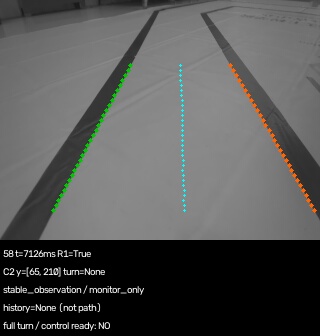 58 t=7126ms R1=True
C2 y=[65, 210] turn=None
stable_observation / monitor_only
history=None (not path)
full turn / control ready: NO